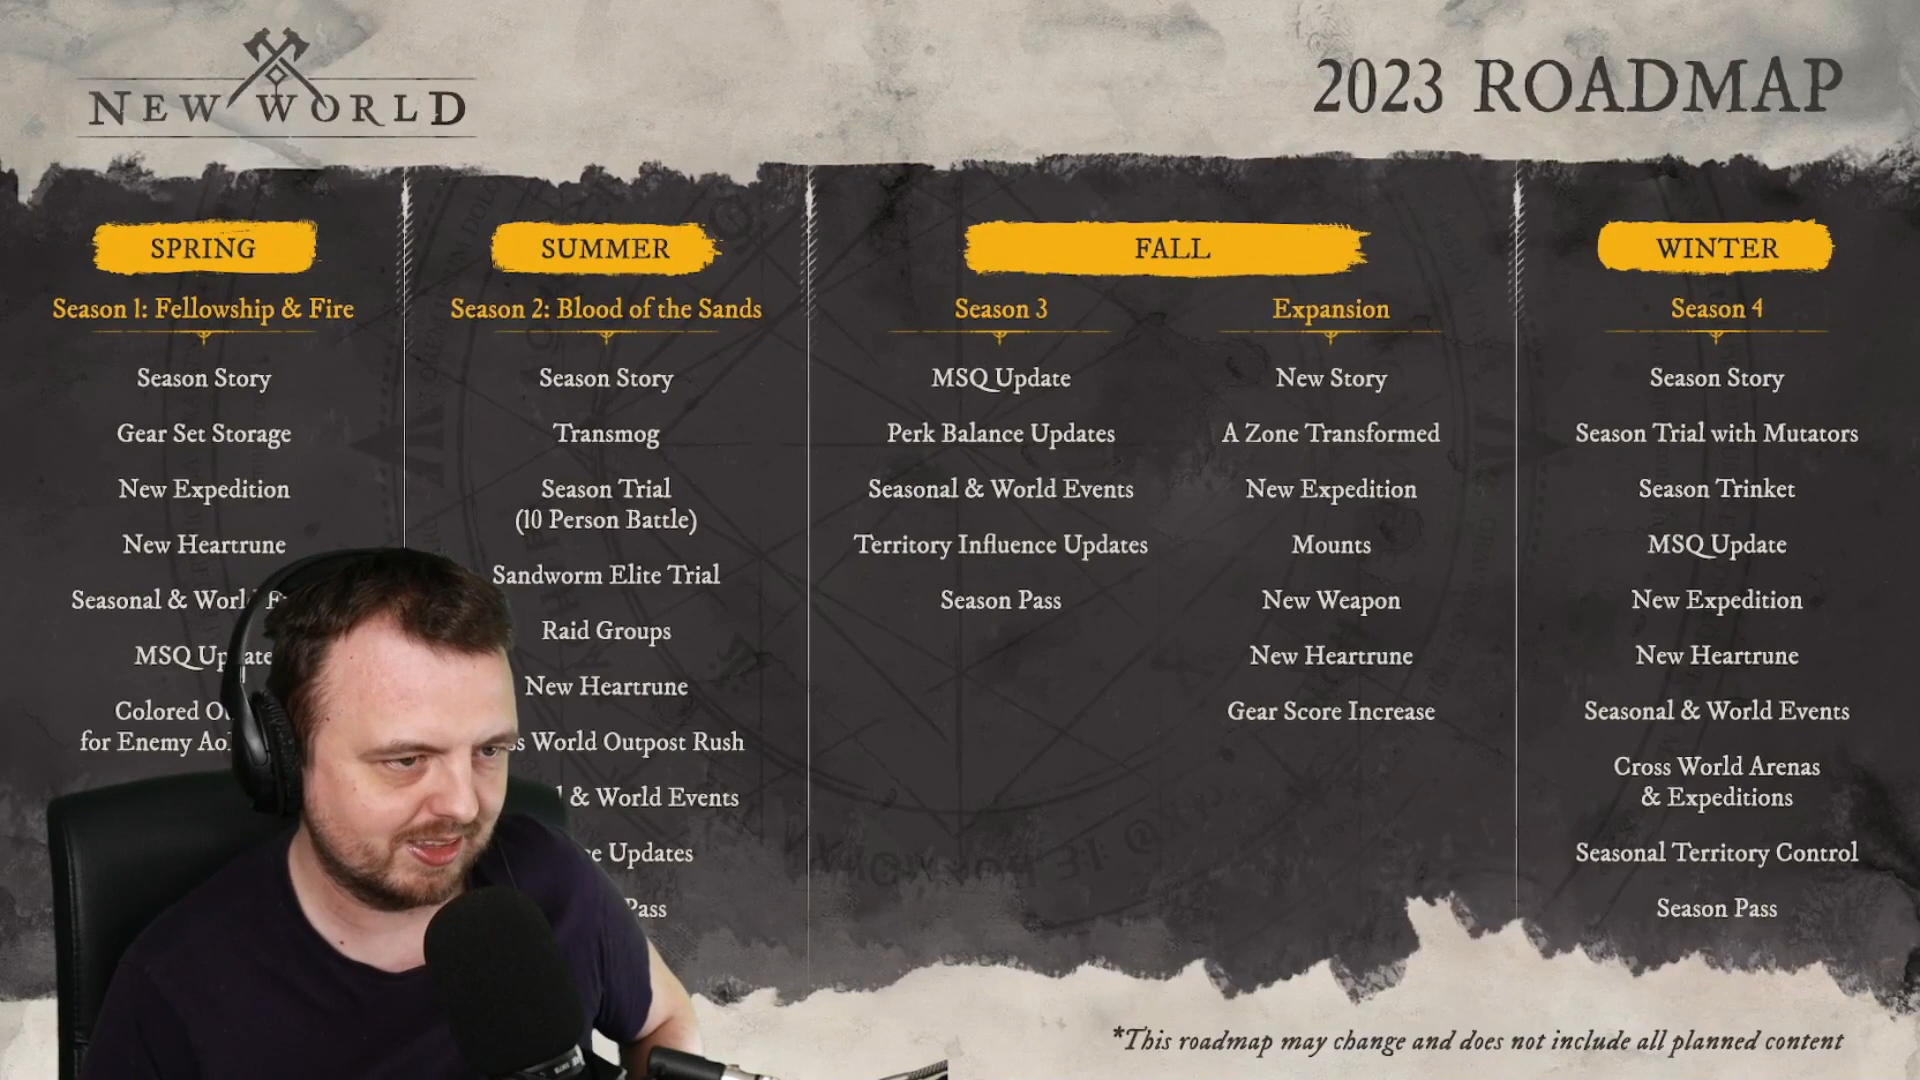 NEW WORLD
2023 ROADMAP
SPRING
Season 1: Fellowship & Fire
Season Story
Gear Set Storage
New Expedition
New Heartrune
Seasonal &
MSQ
Colored
for Enemy
SUMMER
Season 2: Blood of the Sands
Season Story
Transmog
Season Trial
(10 Person Battle)
Sandworm Elite Trial
Raid Groups
New Heartrune
World Outpost Rush
& World Events
Updates
Pass
FALL
Season 3
MSQ Update
Perk Balance Updates
Seasonal & World Events
Territory Influence Updates
Season Pass
Expansion
New Story
A Zone Transformed
New Expedition
Mounts
New Weapon
New Heartrune
Gear Score Increase
WINTER
Season 4
Season Story
Season Trial with Mutators
Season Trinket
MSQ Update
New Expedition
New Heartrune
Seasonal & World Events
Cross World Arenas
& Expeditions
Seasonal Territory Control
Season Pass
*This roadmap may change and does not include all planned content